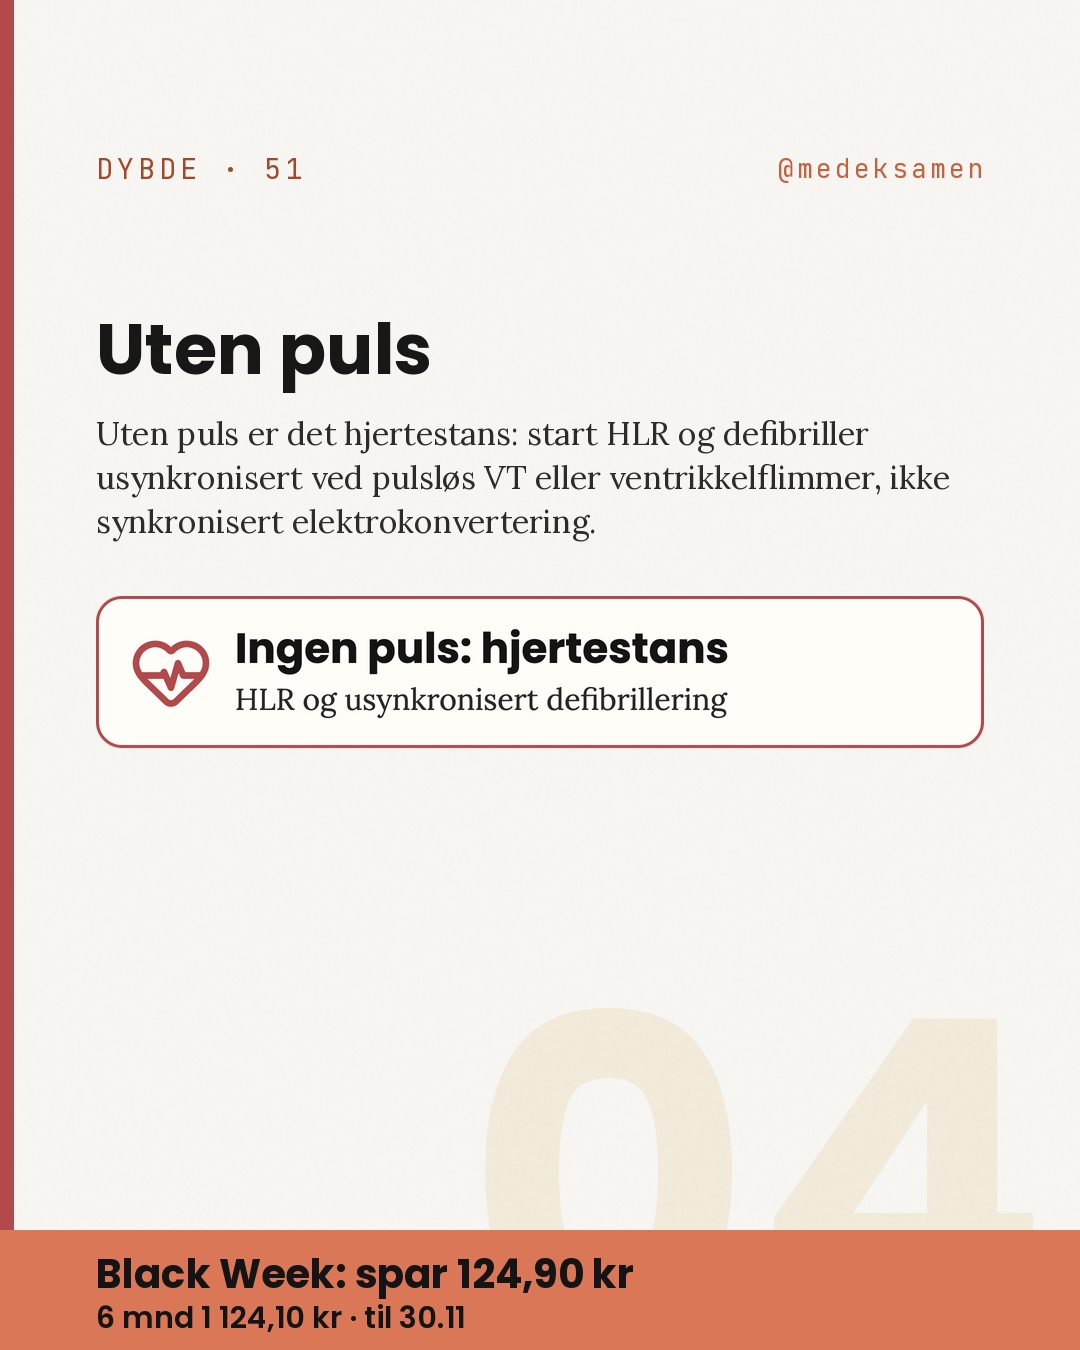 DYBDE · 51
@medeksamen
Uten puls
Uten puls er det hjertestans: start HLR og defibriller
usynkronisert ved pulsløs VT eller ventrikkelflimmer, ikke
synkronisert elektrokonvertering.
Ingen puls: hjertestans
HLR og usynkronisert defibrillering
04
Black Week: spar 124,90 kr
6 mnd 1 124,10 kr · til 30.11